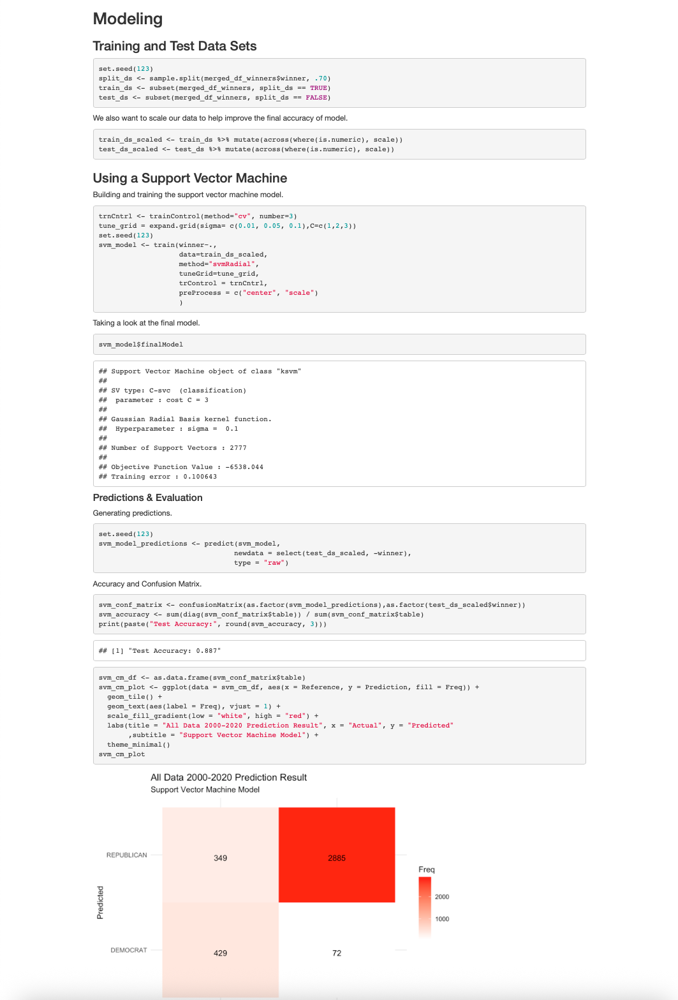 Modeling
Training and Test Data Sets
set.seed(123)
split_ds <- sample.split(merged_df_winners$winner, .70)
train_ds <- subset(merged_df_winners, split_ds == TRUE)
test_ds <- subset(merged_df_winners, split_ds == FALSE)
We also want to scale our data to help improve the final accuracy of model.
train_ds_scaled <- train_ds %>% mutate(across(where(is.numeric), scale))
test_ds_scaled <- test_ds %>% mutate(across(where(is.numeric), scale))
Using a Support Vector Machine
Building and training the support vector machine model.
trnCntrl <- trainControl(method="cv", number=3)
tune_grid = expand.grid(sigma= c(0.01, 0.05, 0.1),C=c(1,2,3))
set.seed(123)
svm_model <- train(winner~.,
data=train_ds_scaled,
method="svmRadial",
tuneGrid=tune_grid,
trControl = trnCntrl,
preProcess = c("center", "scale")
)
Taking a look at the final model.
svm_model$finalModel
## Support Vector Machine object of class "ksvm"
##
## SV type: C-svc  (classification)
##  parameter : cost C = 3
##
## Gaussian Radial Basis kernel function.
##  Hyperparameter : sigma =  0.1
##
## Number of Support Vectors : 2777
##
## Objective Function Value : -6538.044
## Training error : 0.100643
Predictions & Evaluation
Generating predictions.
set.seed(123)
svm_model_predictions <- predict(svm_model,
newdata = select(test_ds_scaled, -winner),
type = "raw")
Accuracy and Confusion Matrix.
svm_conf_matrix <- confusionMatrix(as.factor(svm_model_predictions),as.factor(test_ds_scaled$winner))
svm_accuracy <- sum(diag(svm_conf_matrix$table)) / sum(svm_conf_matrix$table)
print(paste("Test Accuracy:", round(svm_accuracy, 3)))
## [1] "Test Accuracy: 0.887"
svm_cm_df <- as.data.frame(svm_conf_matrix$table)
svm_cm_plot <- ggplot(data = svm_cm_df, aes(x = Reference, y = Prediction, fill = Freq)) +
geom_tile() +
geom_text(aes(label = Freq), vjust = 1) +
scale_fill_gradient(low = "white", high = "red") +
labs(title = "All Data 2000-2020 Prediction Result", x = "Actual", y = "Predicted"
,subtitle = "Support Vector Machine Model") +
theme_minimal()
svm_cm_plot
All Data 2000-2020 Prediction Result
Support Vector Machine Model
REPUBLICAN
349
2885
Freq
2000
1000
Predicted
DEMOCRAT
429
72